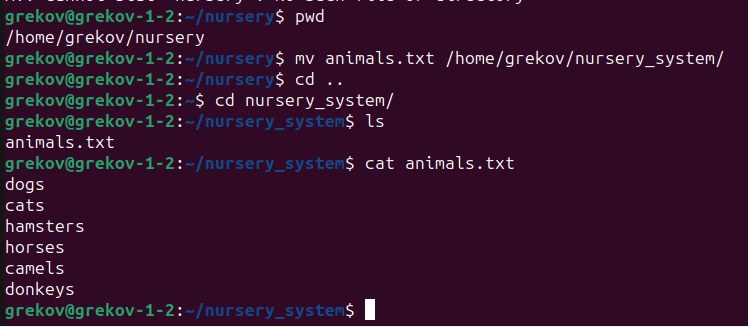 grekov@grekov-1-2:~/nursery$ pwd
/home/grekov/nursery
grekov@grekov-1-2:~/nursery$ mv animals.txt /home/grekov/nursery_system/
grekov@grekov-1-2:~/nursery$ cd ..
grekov@grekov-1-2:~$ cd nursery_system/
grekov@grekov-1-2:~/nursery_system$ ls
animals.txt
grekov@grekov-1-2:~/nursery_system$ cat animals.txt
dogs
cats
hamsters
horses
camels
donkeys
grekov@grekov-1-2:~/nursery_system$